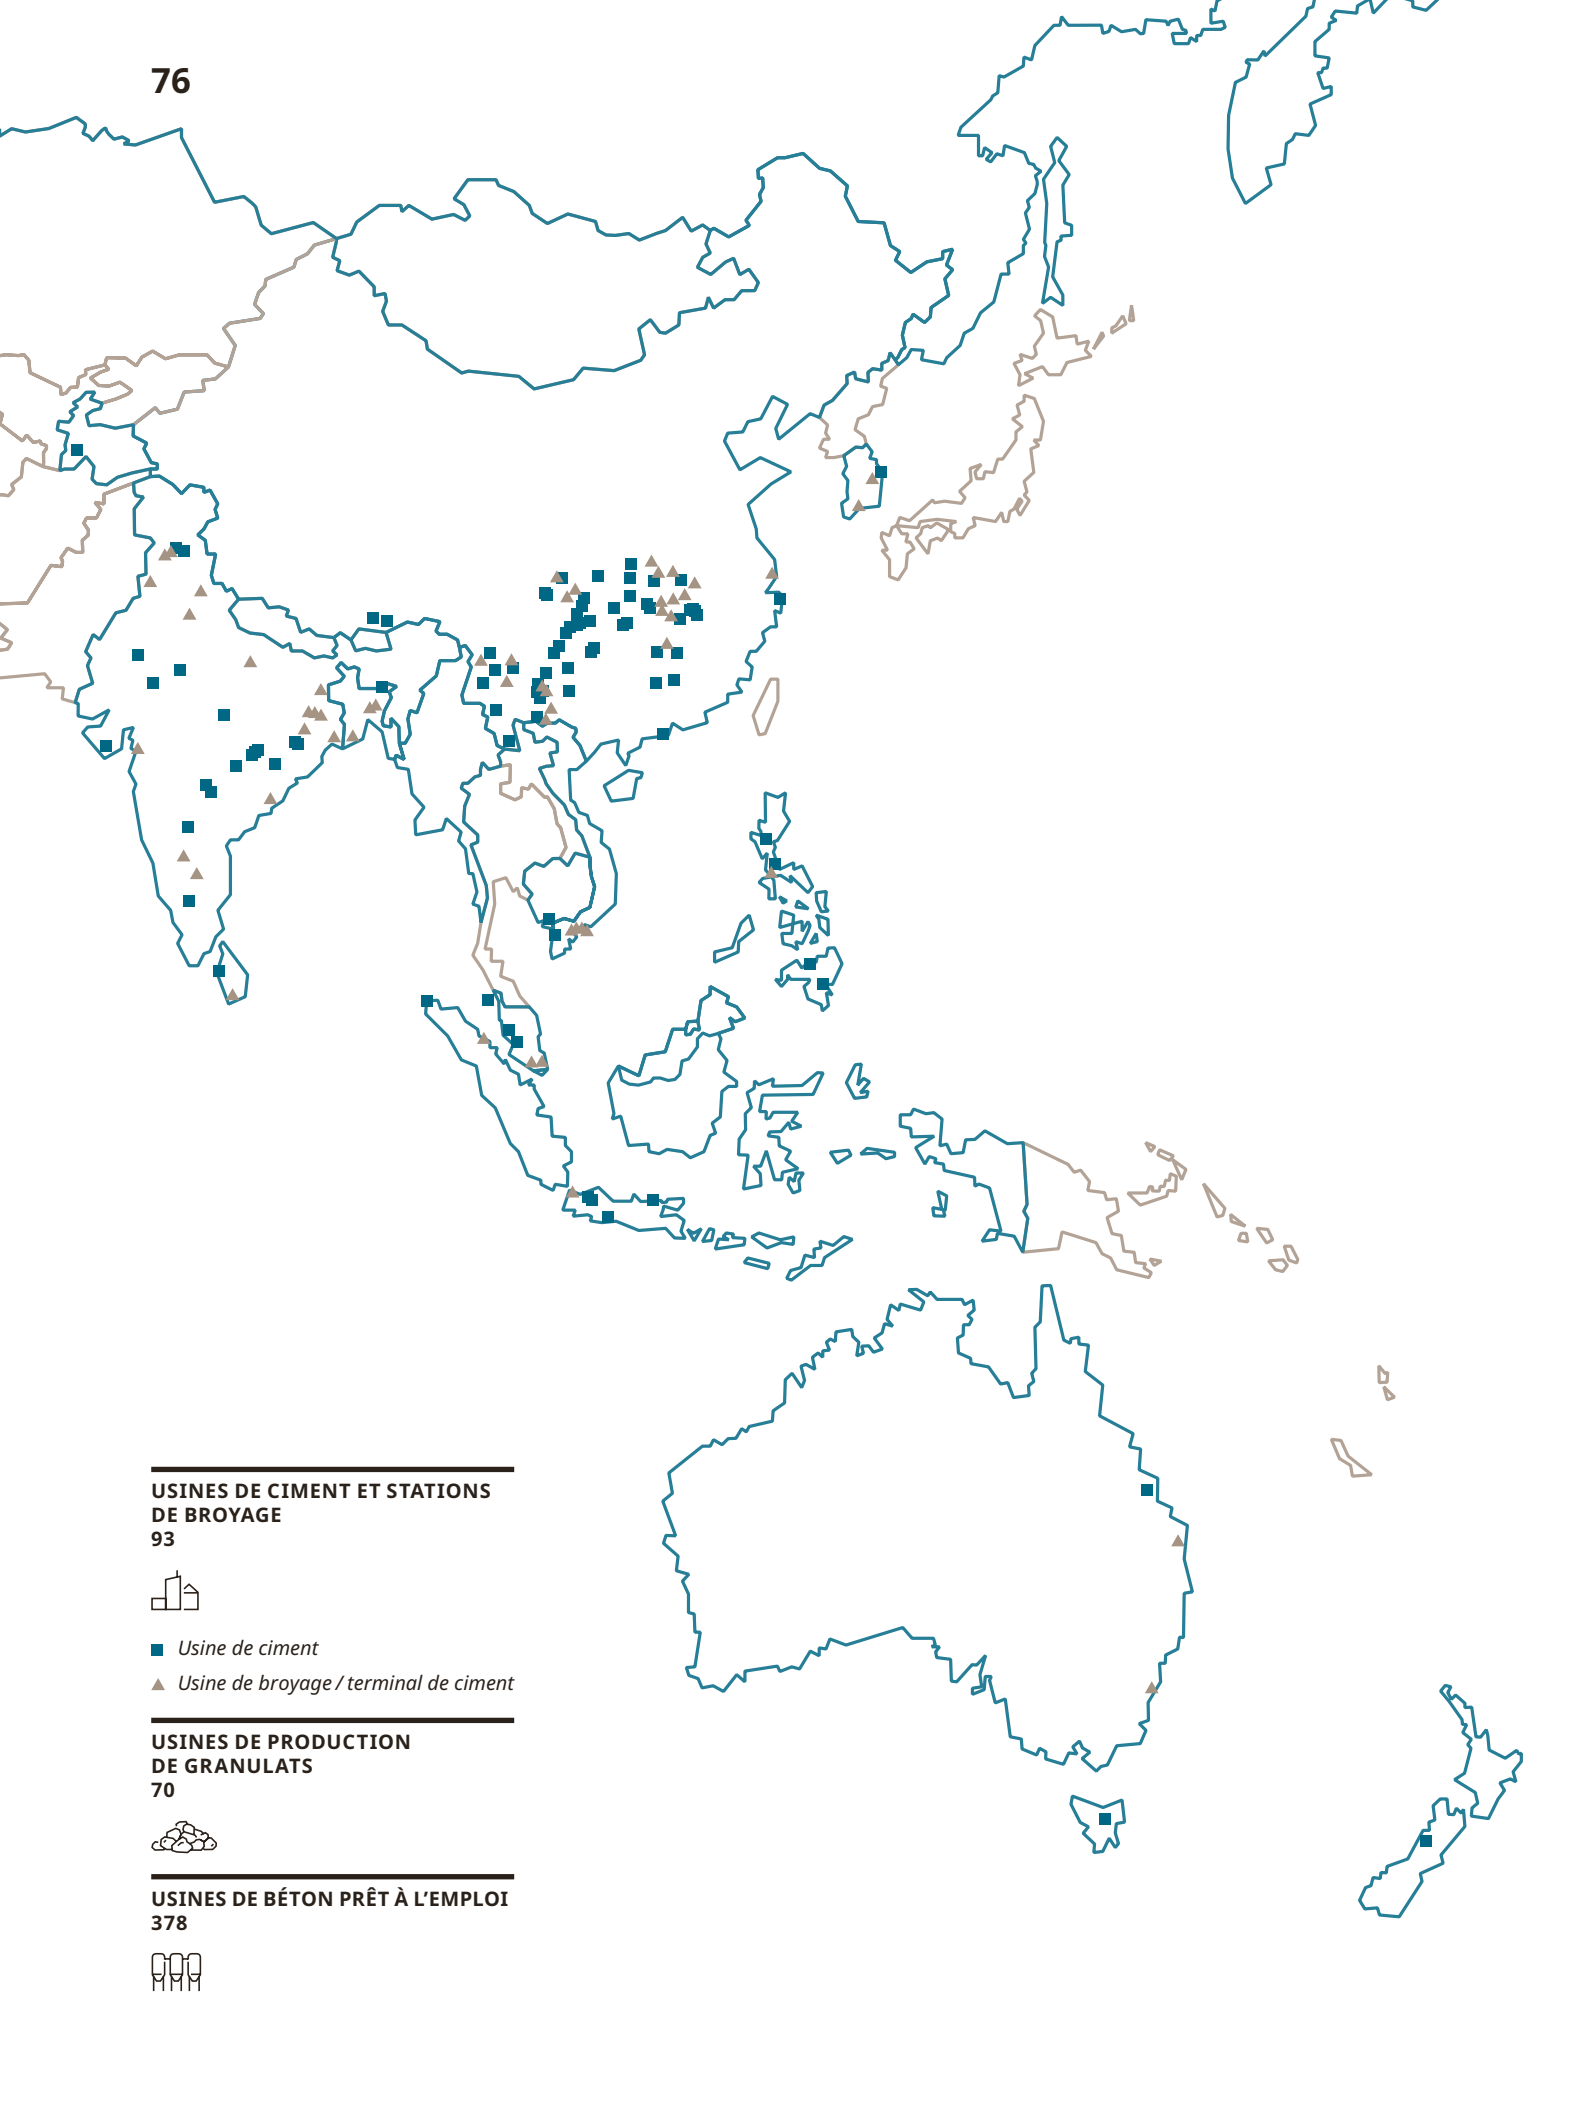 76
USINES DE CIMENT ET STATIONS
DE BROYAGE
93
Usine de ciment
Usine de broyage / terminal de ciment
USINES DE PRODUCTION
DE GRANULATS
70
USINES DE BÉTON PRÊT À L’EMPLOI
378